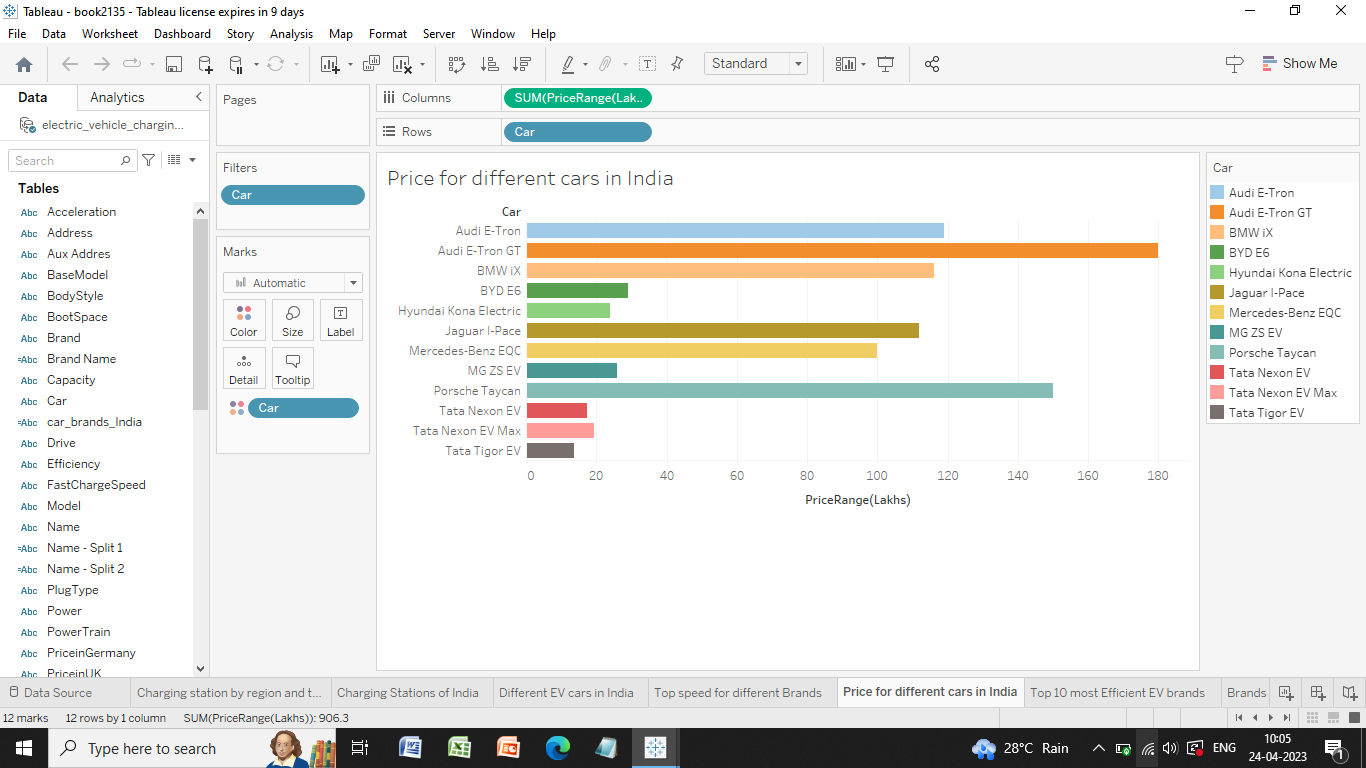 Tableau - book2135 - Tableau license expires in 9 days
File Data Worksheet Dashboard Story Analysis Map Format Server Window Help
Standard
Show Me
Data Analytics
electric_vehicle_chargin...
Search
Tables
Abc Acceleration
Abc Address
Abc Aux Addres
Abc BaseModel
Abc BodyStyle
Abc BootSpace
Abc Brand
=Abc Brand Name
Abc Capacity
Abc Car
=Abc car_brands_India
Abc Drive
Abc Efficiency
Abc FastChargeSpeed
Abc Model
Abc Name
=Abc Name - Split 1
=Abc Name - Split 2
Abc PlugType
Abc Power
Abc PowerTrain
Abc PriceinGermany
Abc PriceinUK
Pages
Filters
Car
Marks
Automatic
Color Size Label
Detail Tooltip
Car
Columns SUM(PriceRange(Lak..
Rows Car
Price for different cars in India
Car
Audi E-Tron
Audi E-Tron GT
BMW iX
BYD E6
Hyundai Kona Electric
Jaguar I-Pace
Mercedes-Benz EQC
MG ZS EV
Porsche Taycan
Tata Nexon EV
Tata Nexon EV Max
Tata Tigor EV
0 20 40 60 80 100 120 140 160 180
PriceRange(Lakhs)
Car
Audi E-Tron
Audi E-Tron GT
BMW iX
BYD E6
Hyundai Kona Electric
Jaguar I-Pace
Mercedes-Benz EQC
MG ZS EV
Porsche Taycan
Tata Nexon EV
Tata Nexon EV Max
Tata Tigor EV
Data Source Charging station by region and t... Charging Stations of India Different EV cars in India Top speed for different Brands Price for different cars in India Top 10 most Efficient EV brands Brands
12 marks 12 rows by 1 column SUM(PriceRange(Lakhs)): 906.3
Type here to search
28°C Rain
ENG
10:05
24-04-2023
1